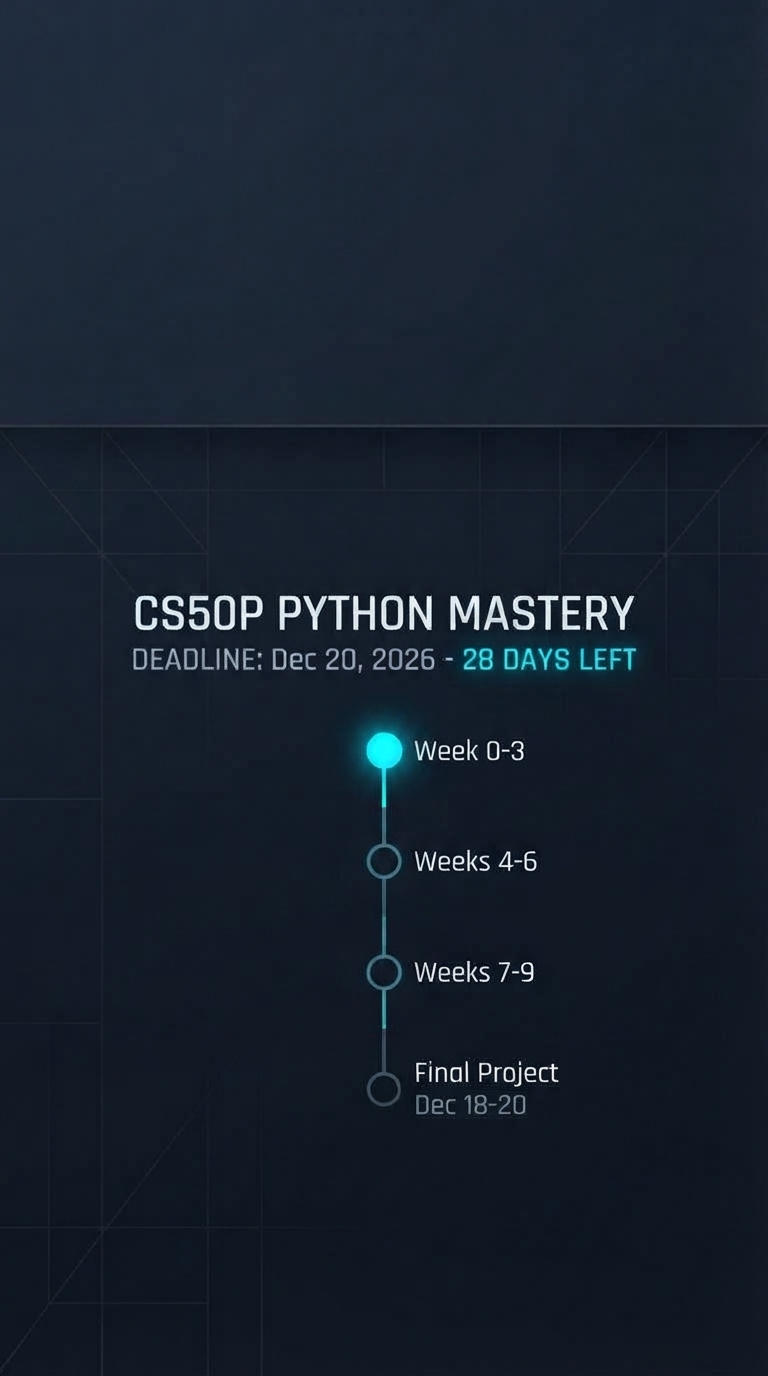 CS50P PYTHON MASTERY
DEADLINE: Dec 20, 2026 - 28 DAYS LEFT
Week 0-3
Weeks 4-6
Weeks 7-9
Final Project
Dec 18-20